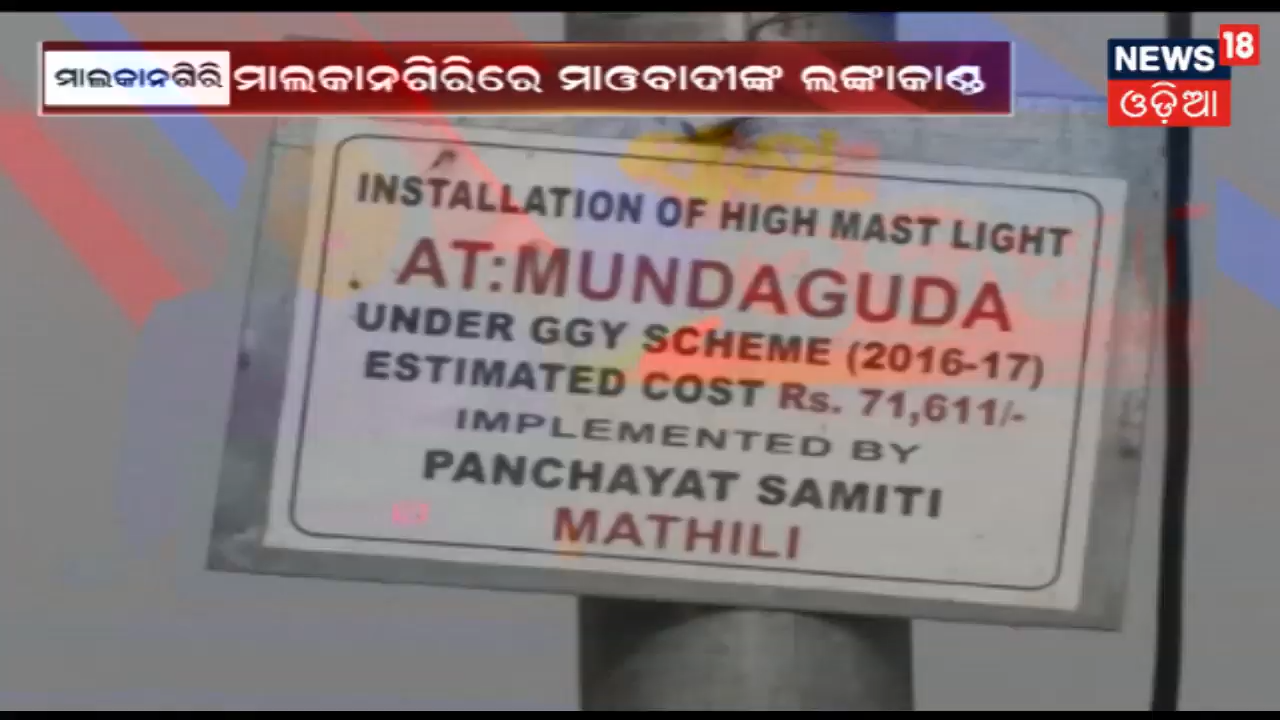 ମାଲକାନଗିରି ମାଲକାନଗିରିରେ ମାଓବାଦୀଙ୍କ ଲଙ୍କାକାଣ୍ଡ
NEWS 18
ଓଡ଼ିଆ
INSTALLATION OF HIGH MAST LIGHT
AT:MUNDAGUDA
UNDER GGY SCHEME (2016-17)
ESTIMATED COST Rs. 71,611/-
IMPLEMENTED BY
PANCHAYAT SAMITI
MATHILI